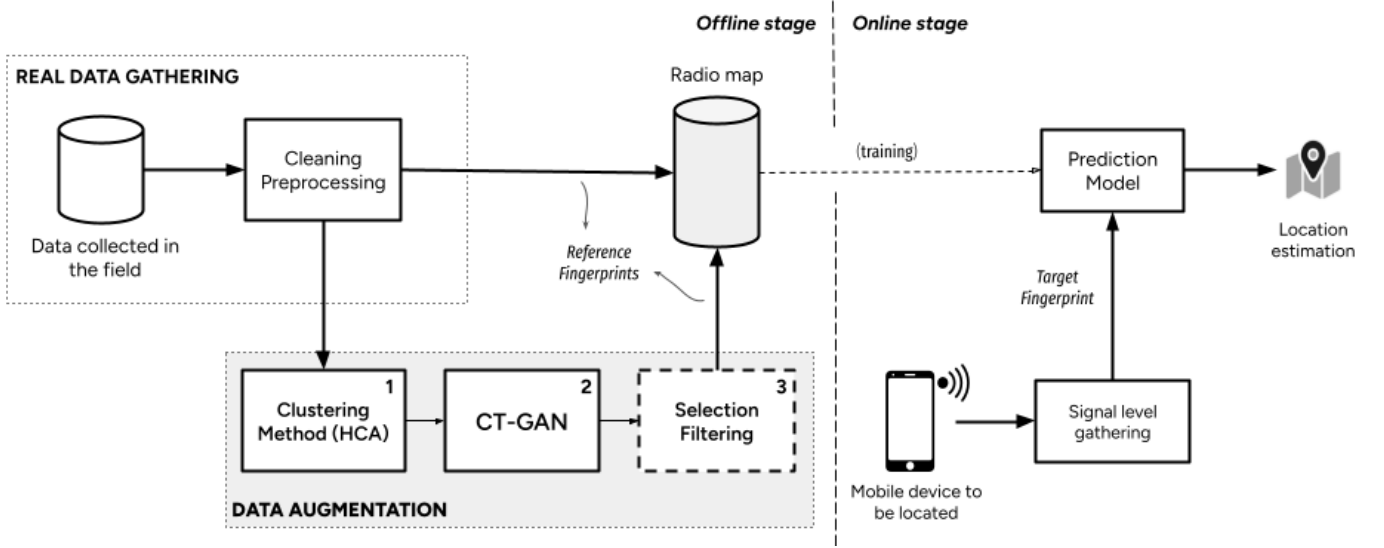 Offline stage
Online stage
REAL DATA GATHERING
Radio map
Cleaning
Preprocessing
(training)
Prediction
Model
Data collected in
the field
Reference
Fingerprints
Location
estimation
Target
Fingerprint
1
Clustering
Method (HCA)
2
CT-GAN
3
Selection
Filtering
Signal level
gathering
Mobile device to
be located
DATA AUGMENTATION